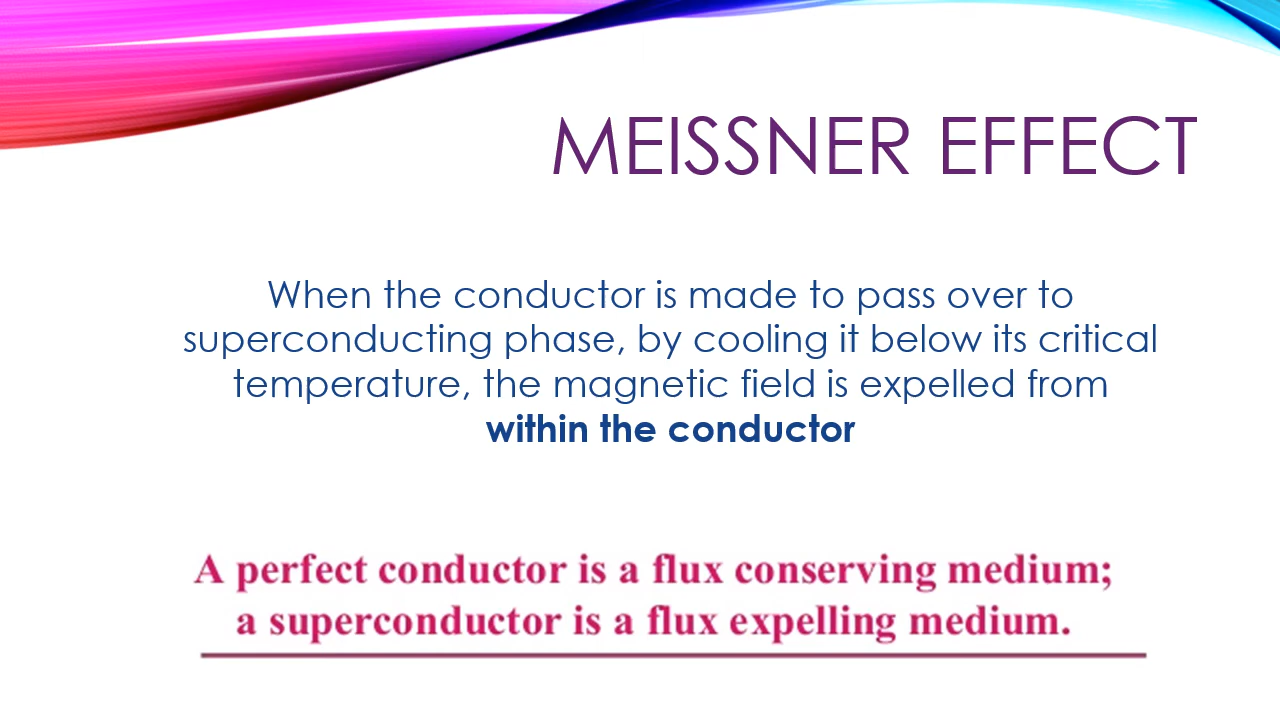 MEISSNER EFFECT
When the conductor is made to pass over to
superconducting phase, by cooling it below its critical
temperature, the magnetic field is expelled from
within the conductor
A perfect conductor is a flux conserving medium;
a superconductor is a flux expelling medium.